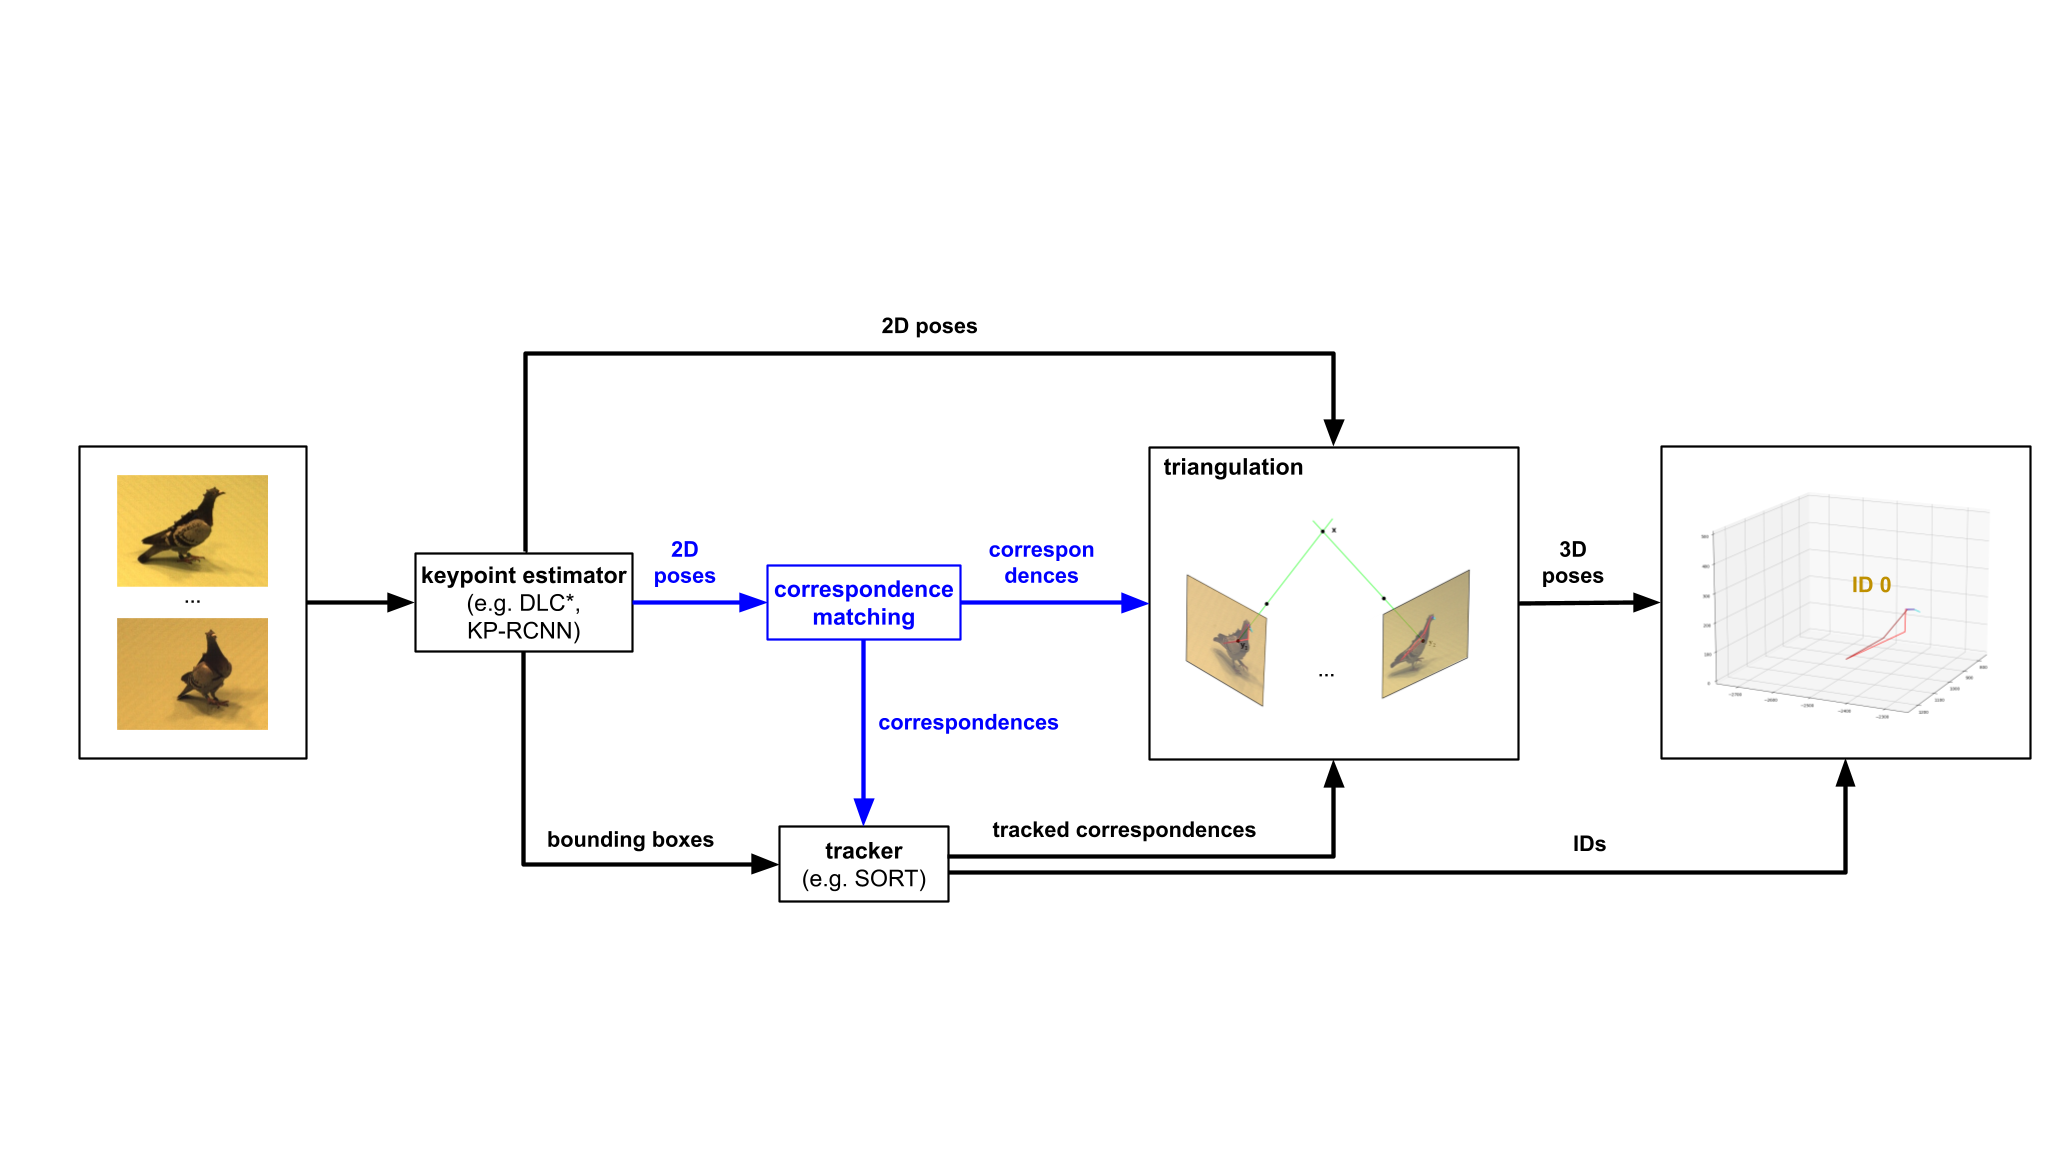 2D poses
...
keypoint estimator
(e.g. DLC*,
KP-RCNN)
2D
poses
correspondence
matching
correspon
dences
correspondences
bounding boxes
tracker
(e.g. SORT)
tracked correspondences
IDs
triangulation
x
...
3D
poses
ID 0